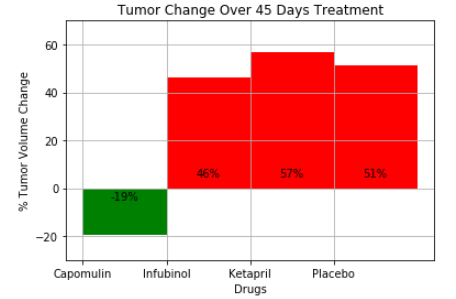 Tumor Change Over 45 Days Treatment
% Tumor Volume Change
60
40
20
0
−20
-19%
46%
57%
51%
Capomulin
Infubinol
Ketapril
Placebo
Drugs